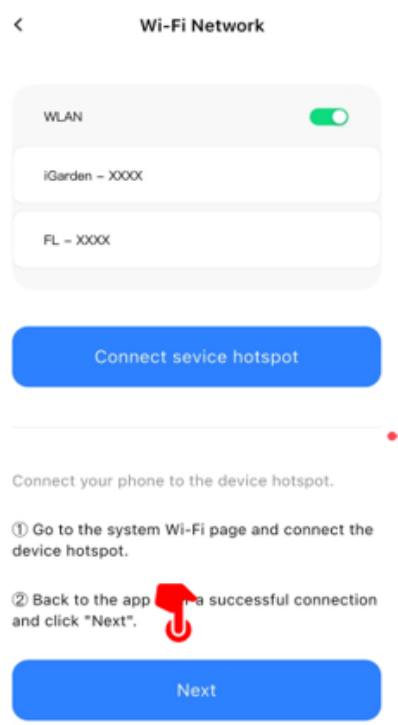 Wi-Fi Network
WLAN
iGarden – XXXX
FL – XXXX
Connect sevice hotspot
Connect your phone to the device hotspot.
① Go to the system Wi-Fi page and connect the
device hotspot.
② Back to the app a successful connection
and click "Next".
Next